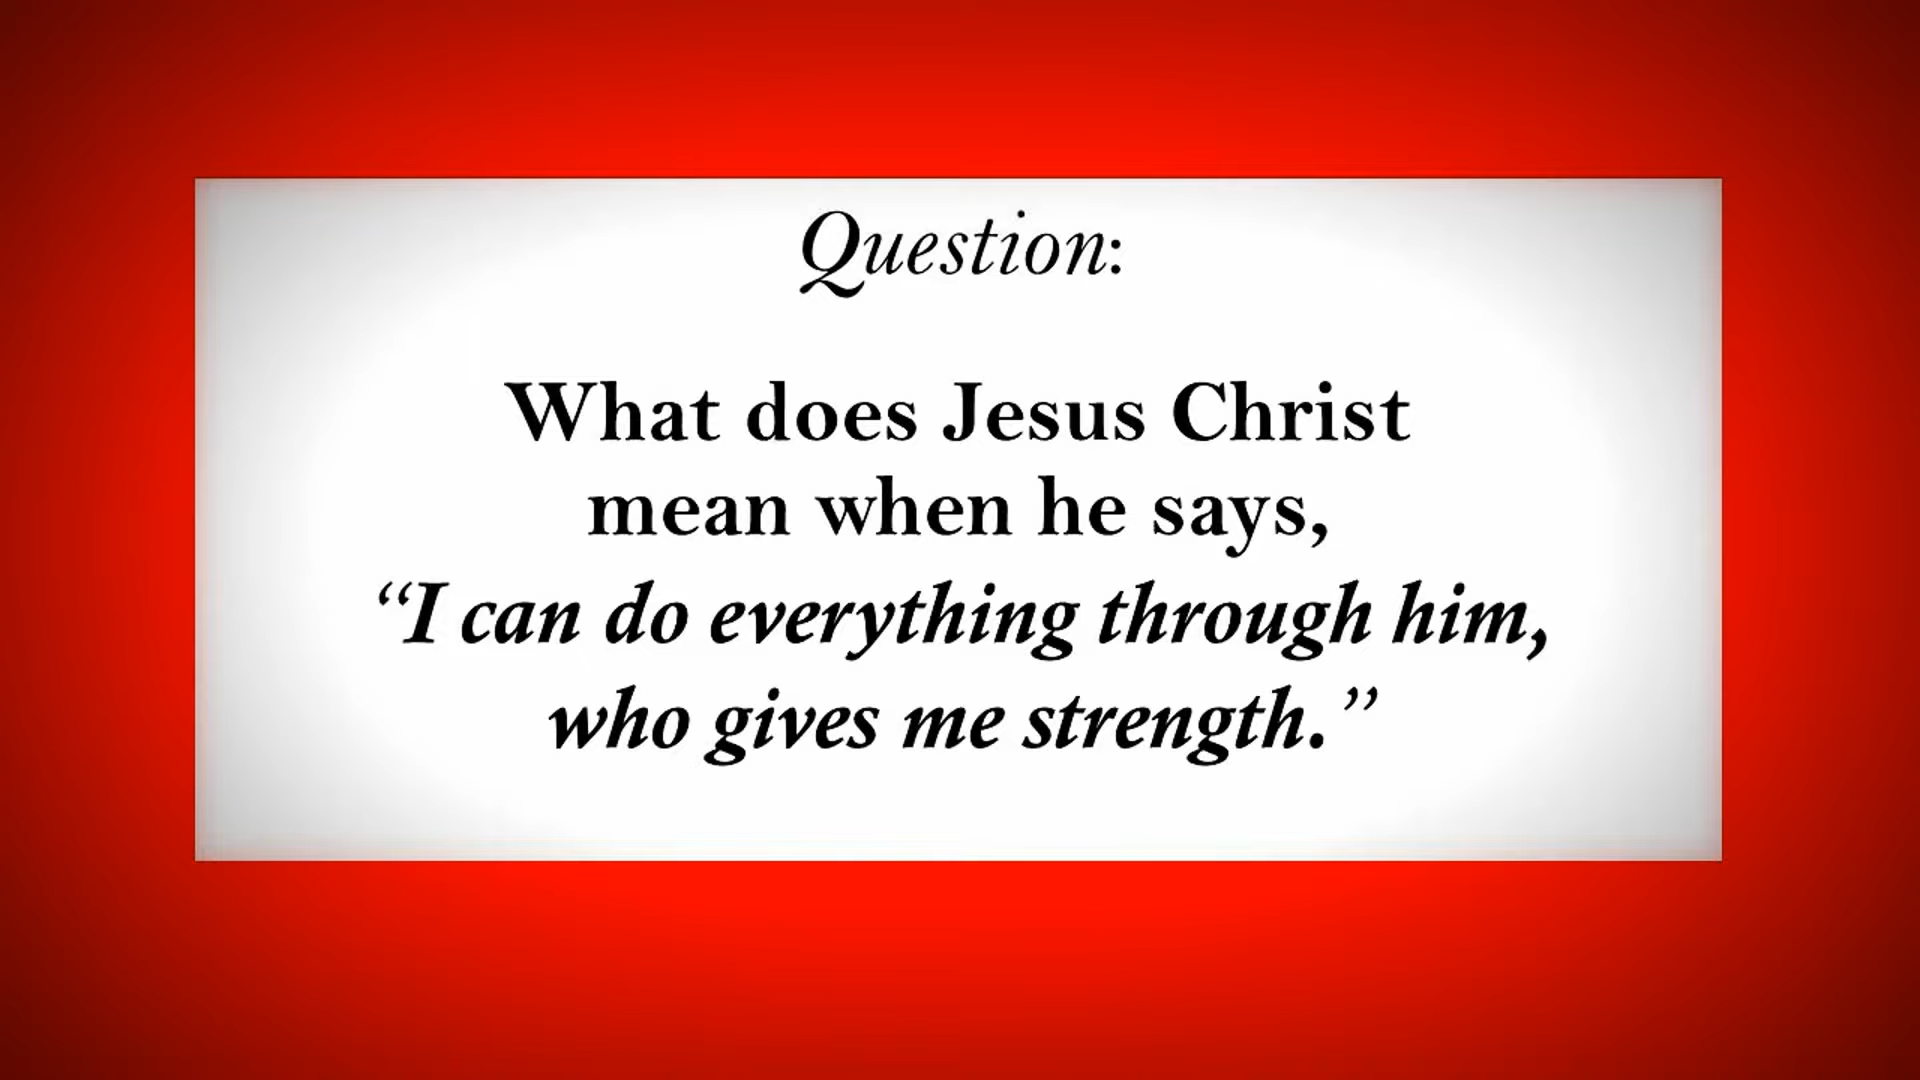 Question:
What does Jesus Christ
mean when he says,
“I can do everything through him,
who gives me strength.”